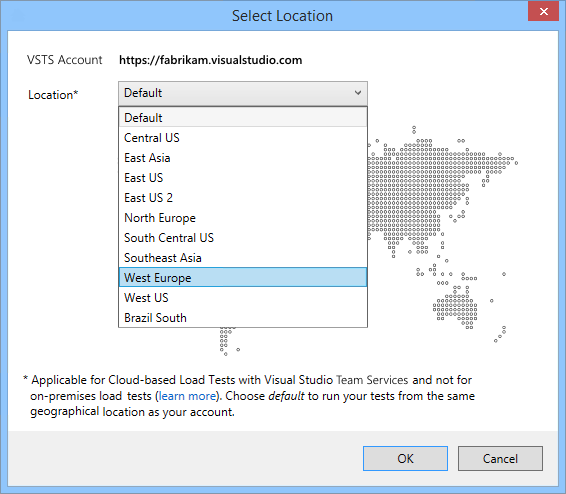 Select Location
VSTS Account https://fabrikam.visualstudio.com
Location* Default
Default
Central US
East Asia
East US
East US 2
North Europe
South Central US
Southeast Asia
West Europe
West US
Brazil South
* Applicable for Cloud-based Load Tests with Visual Studio Team Services and not for
on-premises load tests (learn more). Choose default to run your tests from the same
geographical location as your account.
OK Cancel